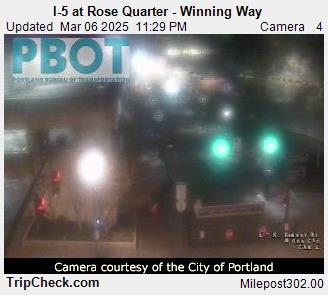 I-5 at Rose Quarter - Winning Way
Updated Mar 06 2025 11:29 PM Camera 4
PBOT
PORTLAND BUREAU OF TRANSPORTATION
Camera courtesy of the City of Portland
TripCheck.com Milepost302.00